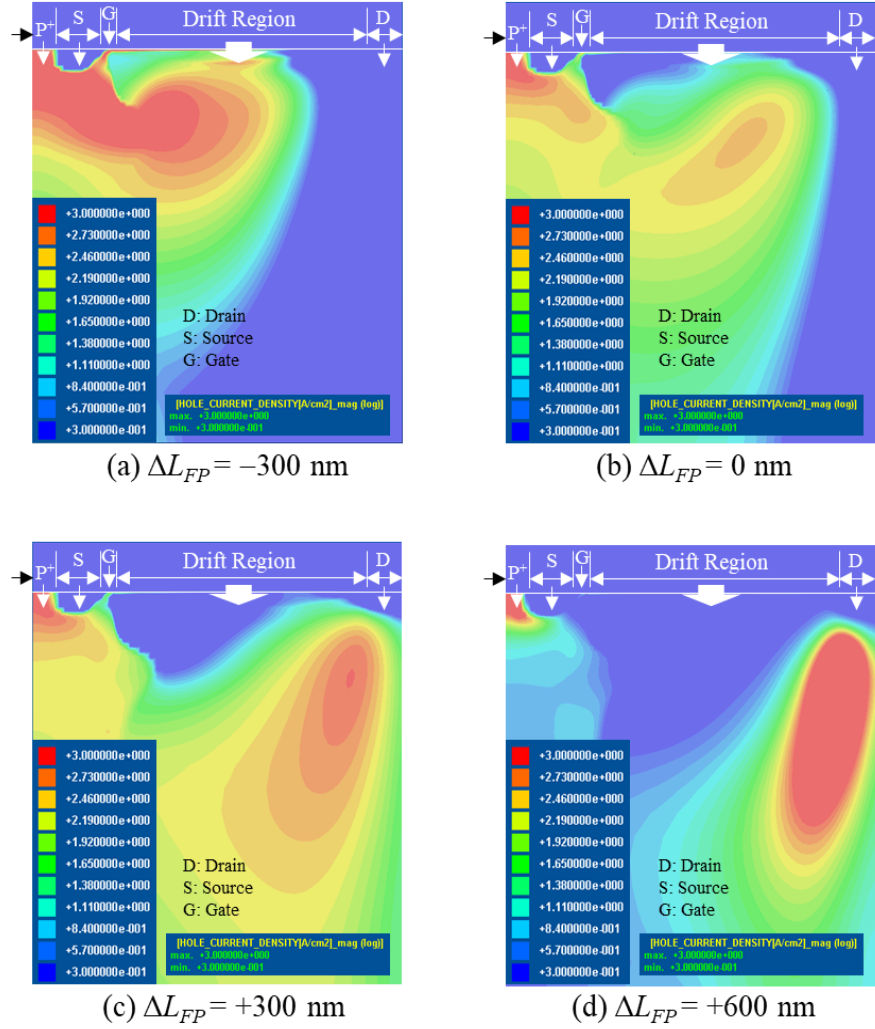 P+ S G Drift Region D
+3.000000e+000
+2.730000e+000
+2.460000e+000
+2.190000e+000
+1.920000e+000
+1.650000e+000
+1.380000e+000
+1.110000e+000
+8.400000e-001
+5.700000e-001
+3.000000e-001
D: Drain
S: Source
G: Gate
[HOLE_CURRENT_DENSITY[A/cm2]_mag (log)]
max. +3.000000e+000
min. +3.000000e-001
(a) ΔL_FP = −300 nm
P+ S G Drift Region D
+3.000000e+000
+2.730000e+000
+2.460000e+000
+2.190000e+000
+1.920000e+000
+1.650000e+000
+1.380000e+000
+1.110000e+000
+8.400000e-001
+5.700000e-001
+3.000000e-001
D: Drain
S: Source
G: Gate
[HOLE_CURRENT_DENSITY[A/cm2]_mag (log)]
max. +3.000000e+000
min. +3.000000e-001
(b) ΔL_FP = 0 nm
P+ S G Drift Region D
+3.000000e+000
+2.730000e+000
+2.460000e+000
+2.190000e+000
+1.920000e+000
+1.650000e+000
+1.380000e+000
+1.110000e+000
+8.400000e-001
+5.700000e-001
+3.000000e-001
D: Drain
S: Source
G: Gate
[HOLE_CURRENT_DENSITY[A/cm2]_mag (log)]
max. +3.000000e+000
min. +3.000000e-001
(c) ΔL_FP = +300 nm
P+ S G Drift Region D
+3.000000e+000
+2.730000e+000
+2.460000e+000
+2.190000e+000
+1.920000e+000
+1.650000e+000
+1.380000e+000
+1.110000e+000
+8.400000e-001
+5.700000e-001
+3.000000e-001
D: Drain
S: Source
G: Gate
[HOLE_CURRENT_DENSITY[A/cm2]_mag (log)]
max. +3.000000e+000
min. +3.000000e-001
(d) ΔL_FP = +600 nm